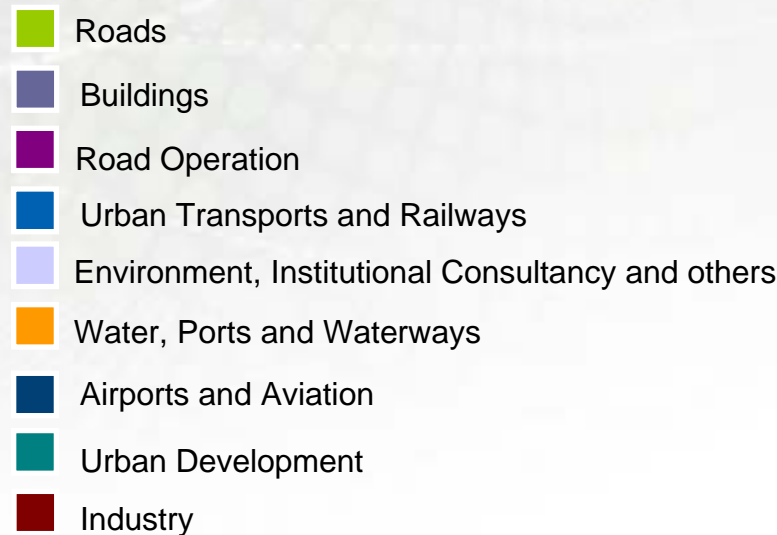 Roads
Buildings
Road Operation
Urban Transports and Railways
Environment, Institutional Consultancy and others
Water, Ports and Waterways
Airports and Aviation
Urban Development
Industry